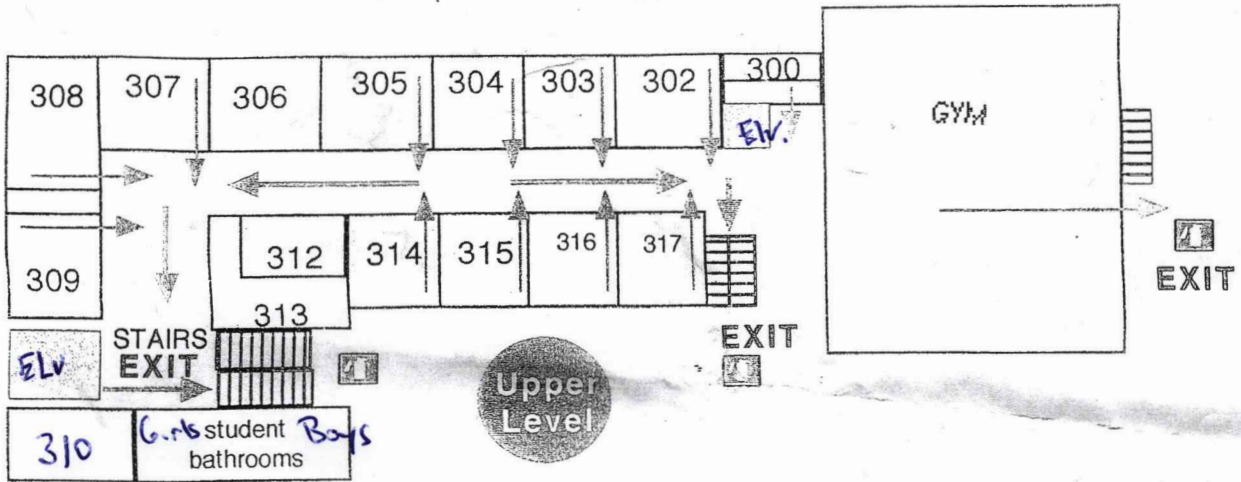 308
307
306
305
304
303
302
300
Elv.
GYM
309
312
313
314
315
316
317
STAIRS
EXIT
ELv
EXIT
EXIT
Upper
Level
310
Girls student Boys
bathrooms